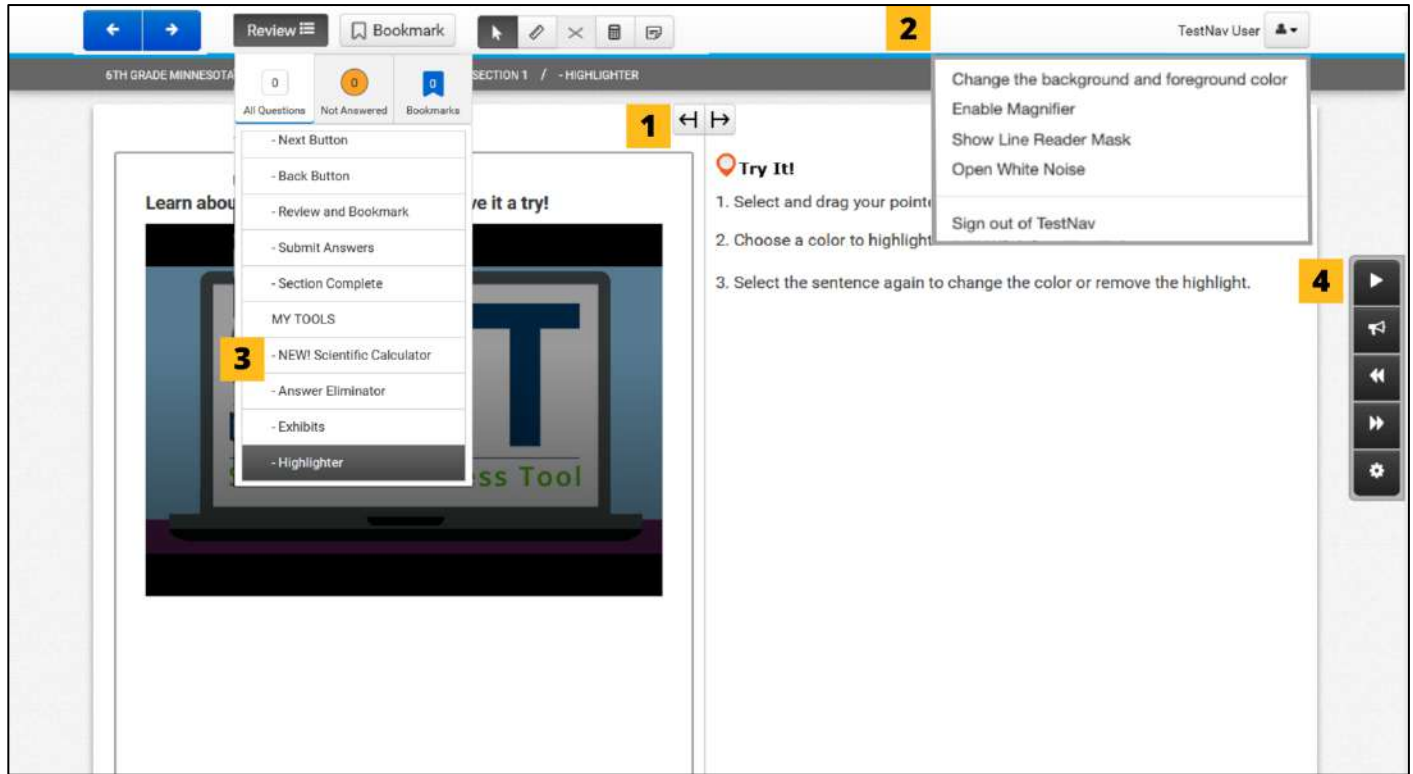 Review
Bookmark
2
TestNav User
6TH GRADE MINNESOTA
SECTION 1 / - HIGHLIGHTER
0
0
0
All Questions
Not Answered
Bookmarks
- Next Button
- Back Button
- Review and Bookmark
- Submit Answers
- Section Complete
MY TOOLS
3
- NEW! Scientific Calculator
- Answer Eliminator
- Exhibits
- Highlighter
Learn abou
ve it a try!
T
S
ss Tool
1
Try It!
1. Select and drag your pointe
2. Choose a color to highlight
3. Select the sentence again to change the color or remove the highlight.
Change the background and foreground color
Enable Magnifier
Show Line Reader Mask
Open White Noise
Sign out of TestNav
4